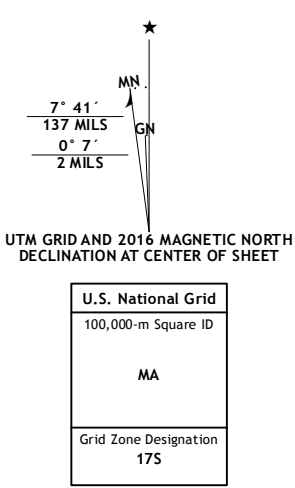 MN
7° 41´
137 MILS
GN
0° 7´
2 MILS
UTM GRID AND 2016 MAGNETIC NORTH
DECLINATION AT CENTER OF SHEET
U.S. National Grid
100,000-m Square ID
MA
Grid Zone Designation
17S